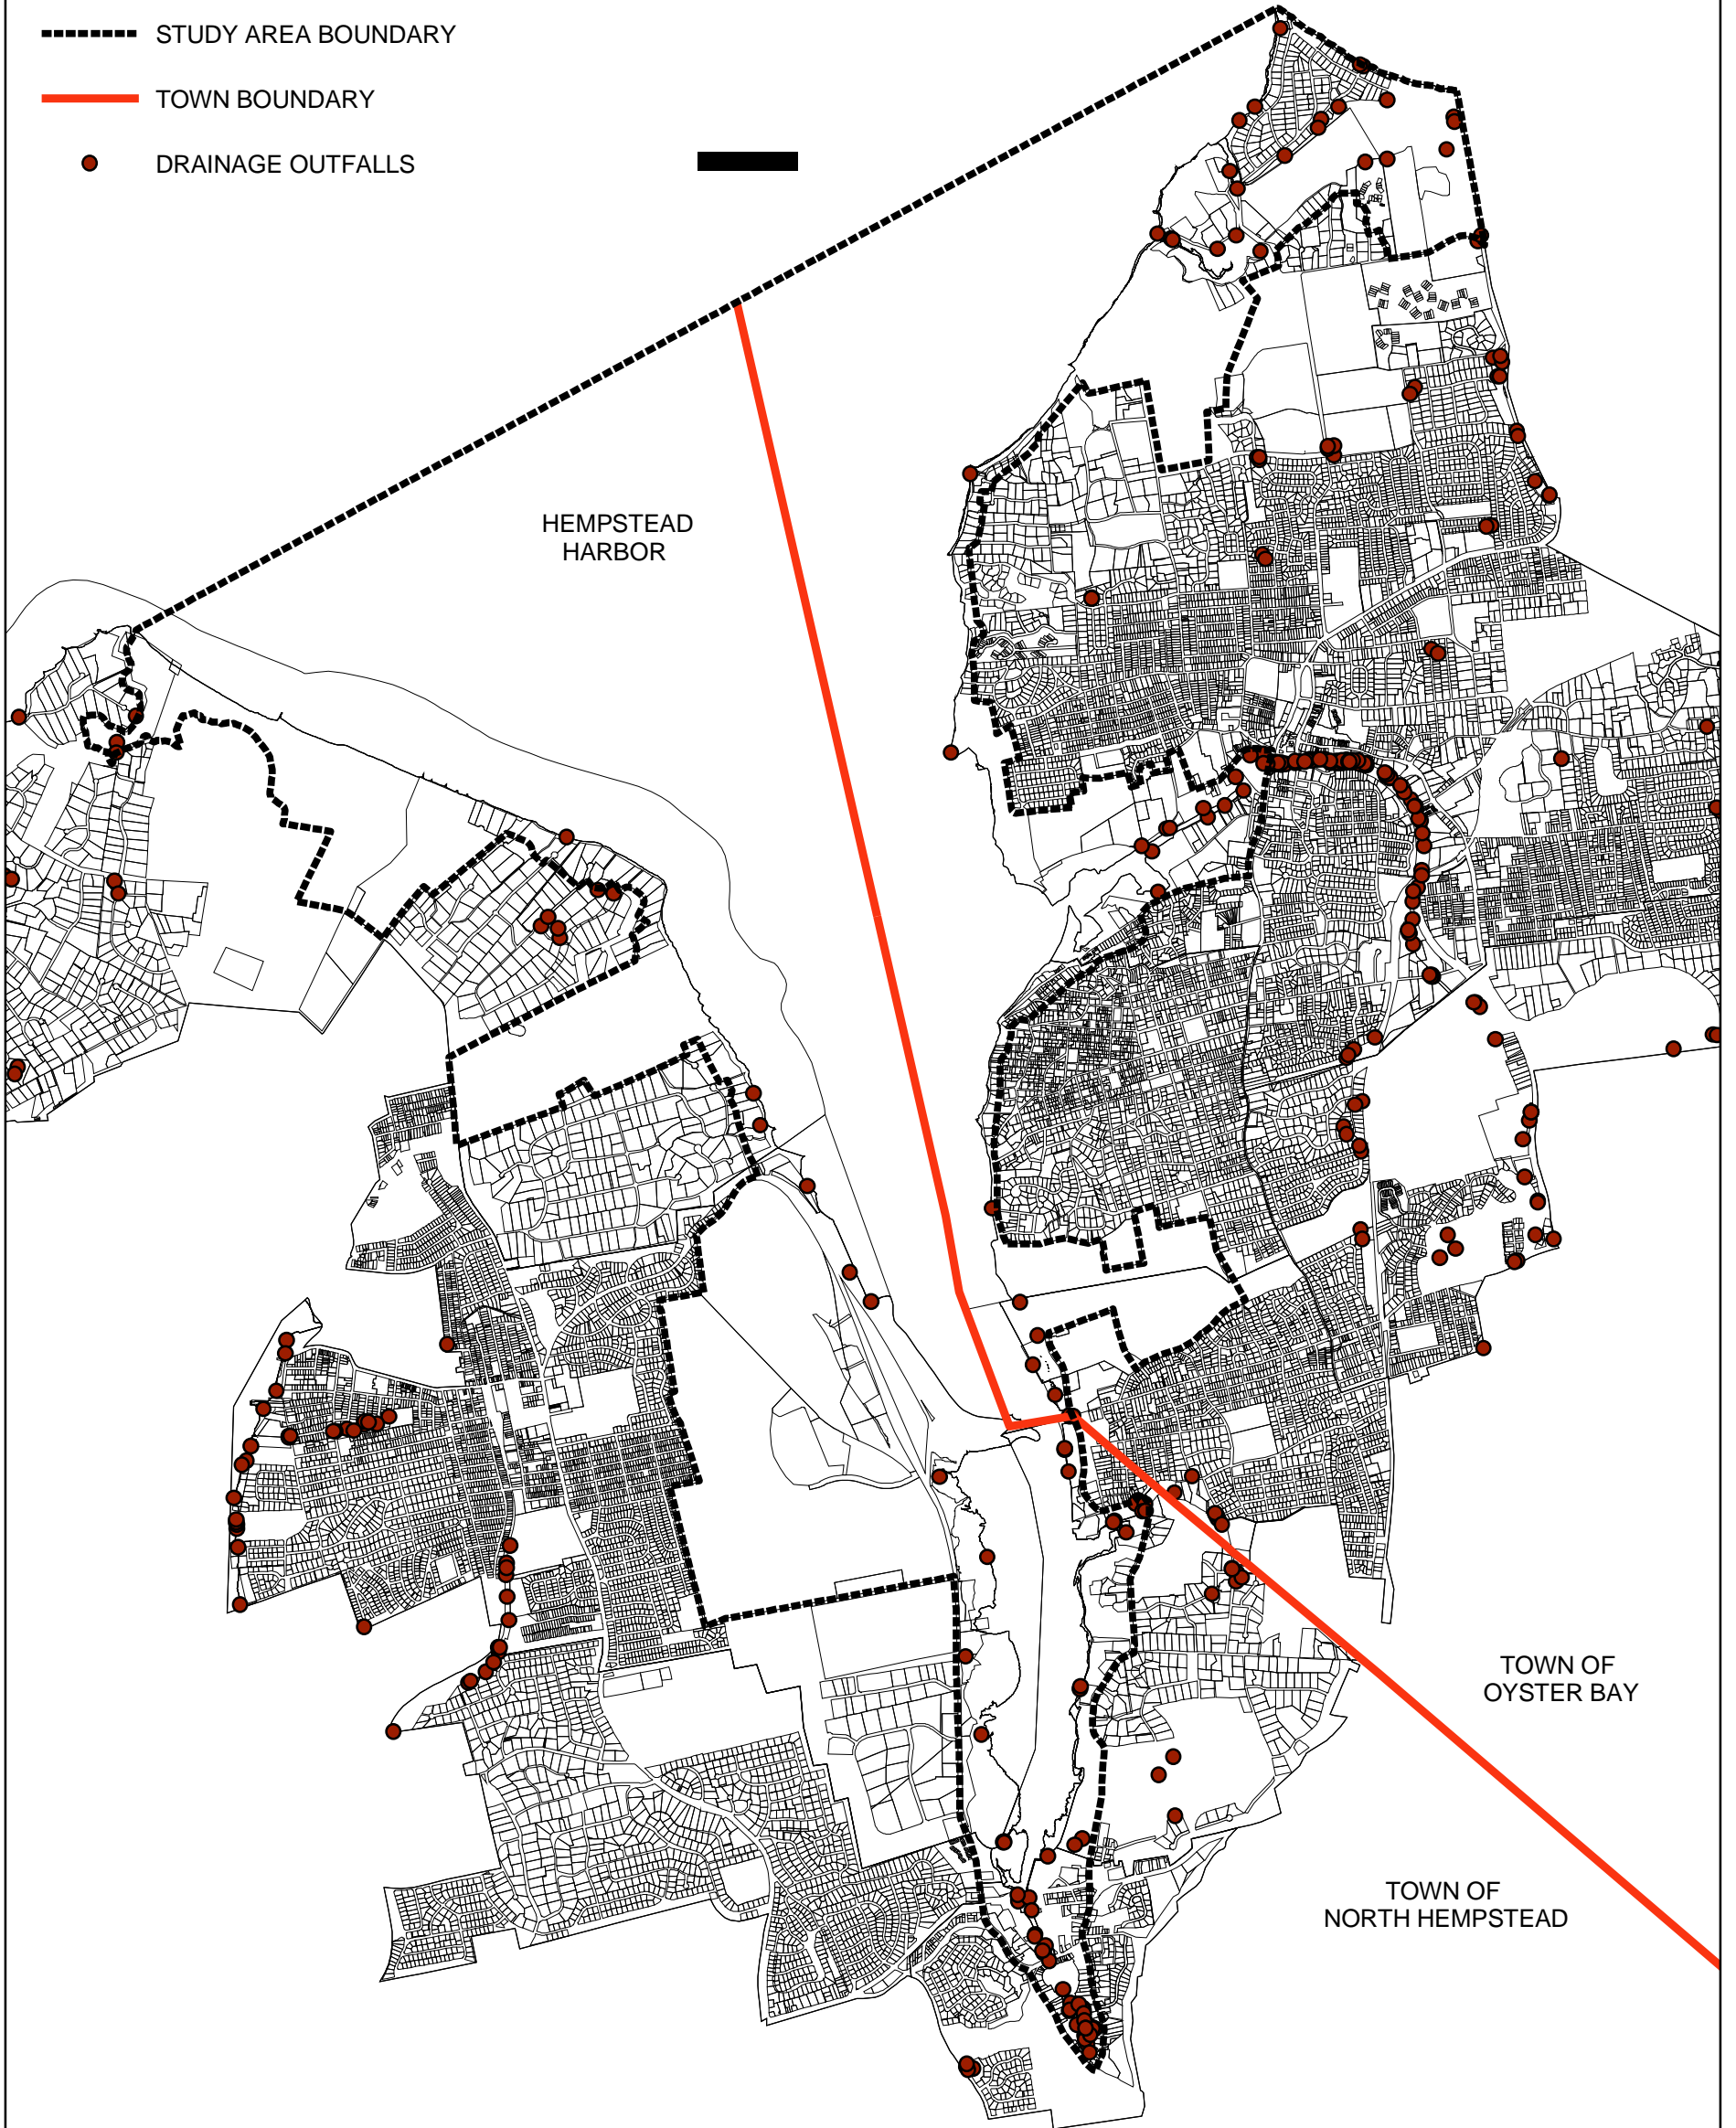 STUDY AREA BOUNDARY
TOWN BOUNDARY
DRAINAGE OUTFALLS
HEMPSTEAD
HARBOR
TOWN OF
OYSTER BAY
TOWN OF
NORTH HEMPSTEAD